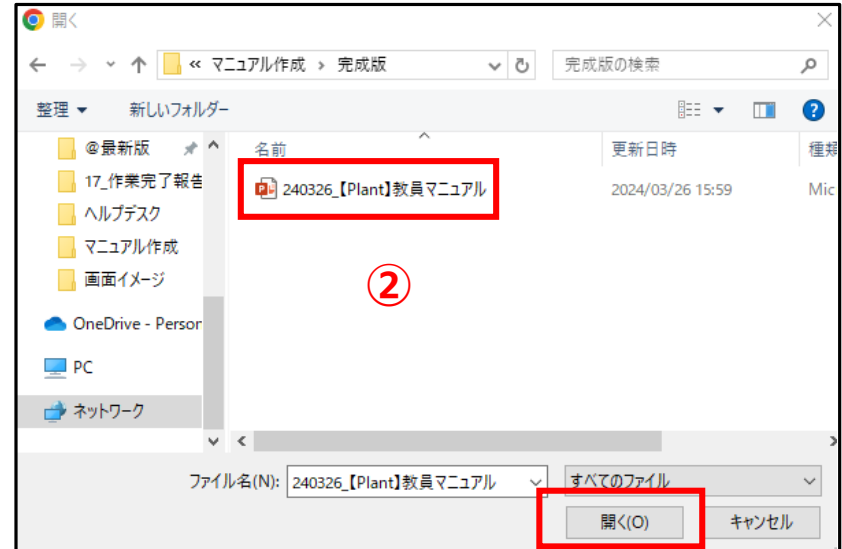 開く
« マニュアル作成 › 完成版
完成版の検索
整理 新しいフォルダー
@最新版
名前
更新日時
種類
17_作業完了報告
240326_【Plant】教員マニュアル
2024/03/26 15:59
Mic
ヘルプデスク
マニュアル作成
画面イメージ
②
OneDrive - Person
PC
ネットワーク
ファイル名(N):
240326_【Plant】教員マニュアル
すべてのファイル
開く(O)
キャンセル